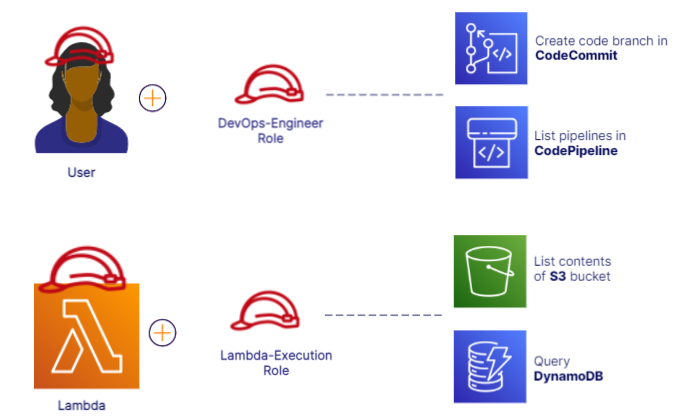 Create code branch in
CodeCommit
DevOps-Engineer
Role
List pipelines in
CodePipeline
User
List contents
of S3 bucket
Lambda-Execution
Role
Query
DynamoDB
Lambda